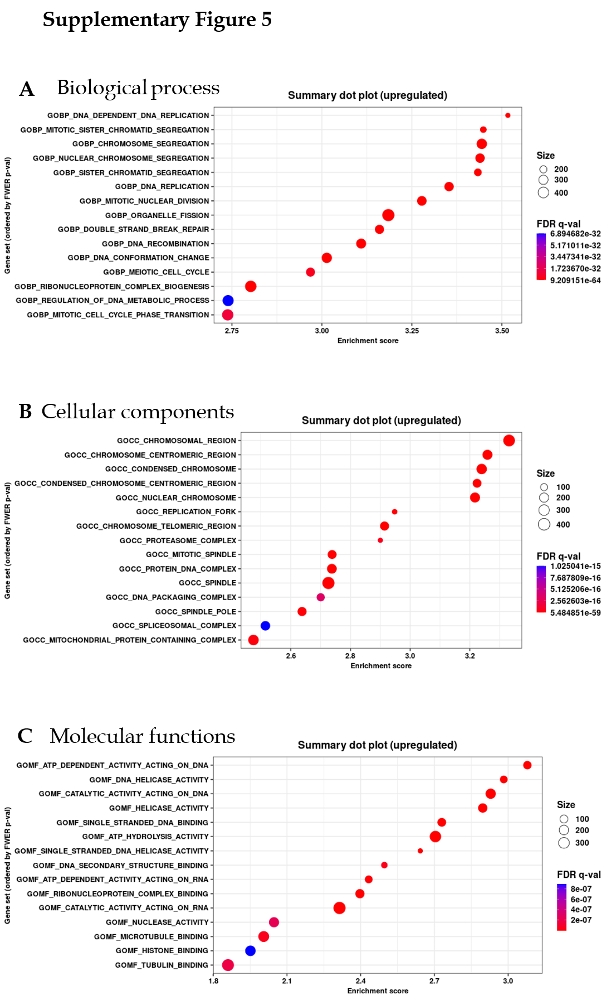 Supplementary Figure 5
A Biological process
Summary dot plot (upregulated)
Gene set (ordered by FWER p-val)
GOBP_DNA_DEPENDENT_DNA_REPLICATION
GOBP_MITOTIC_SISTER_CHROMATID_SEGREGATION
GOBP_CHROMOSOME_SEGREGATION
GOBP_NUCLEAR_CHROMOSOME_SEGREGATION
GOBP_SISTER_CHROMATID_SEGREGATION
GOBP_DNA_REPLICATION
GOBP_MITOTIC_NUCLEAR_DIVISION
GOBP_ORGANELLE_FISSION
GOBP_DOUBLE_STRAND_BREAK_REPAIR
GOBP_DNA_RECOMBINATION
GOBP_DNA_CONFORMATION_CHANGE
GOBP_MEIOTIC_CELL_CYCLE
GOBP_RIBONUCLEOPROTEIN_COMPLEX_BIOGENESIS
GOBP_REGULATION_OF_DNA_METABOLIC_PROCESS
GOBP_MITOTIC_CELL_CYCLE_PHASE_TRANSITION
2.75 3.00 3.25 3.50
Enrichment score
Size
200
300
400
FDR q-val
6.894682e-32
5.171011e-32
3.447341e-32
1.723670e-32
9.209151e-64
B Cellular components
Summary dot plot (upregulated)
Gene set (ordered by FWER p-val)
GOCC_CHROMOSOMAL_REGION
GOCC_CHROMOSOME_CENTROMERIC_REGION
GOCC_CONDENSED_CHROMOSOME
GOCC_CONDENSED_CHROMOSOME_CENTROMERIC_REGION
GOCC_NUCLEAR_CHROMOSOME
GOCC_REPLICATION_FORK
GOCC_CHROMOSOME_TELOMERIC_REGION
GOCC_PROTEASOME_COMPLEX
GOCC_MITOTIC_SPINDLE
GOCC_PROTEIN_DNA_COMPLEX
GOCC_SPINDLE
GOCC_DNA_PACKAGING_COMPLEX
GOCC_SPINDLE_POLE
GOCC_SPLICEOSOMAL_COMPLEX
GOCC_MITOCHONDRIAL_PROTEIN_CONTAINING_COMPLEX
2.6 2.8 3.0 3.2
Enrichment score
Size
100
200
300
400
FDR q-val
1.025041e-15
7.687809e-16
5.125206e-16
2.562603e-16
5.484851e-59
C Molecular functions
Summary dot plot (upregulated)
Gene set (ordered by FWER p-val)
GOMF_ATP_DEPENDENT_ACTIVITY_ACTING_ON_DNA
GOMF_DNA_HELICASE_ACTIVITY
GOMF_CATALYTIC_ACTIVITY_ACTING_ON_DNA
GOMF_HELICASE_ACTIVITY
GOMF_SINGLE_STRANDED_DNA_BINDING
GOMF_ATP_HYDROLYSIS_ACTIVITY
GOMF_SINGLE_STRANDED_DNA_HELICASE_ACTIVITY
GOMF_DNA_SECONDARY_STRUCTURE_BINDING
GOMF_ATP_DEPENDENT_ACTIVITY_ACTING_ON_RNA
GOMF_RIBONUCLEOPROTEIN_COMPLEX_BINDING
GOMF_CATALYTIC_ACTIVITY_ACTING_ON_RNA
GOMF_NUCLEASE_ACTIVITY
GOMF_MICROTUBULE_BINDING
GOMF_HISTONE_BINDING
GOMF_TUBULIN_BINDING
1.8 2.1 2.4 2.7 3.0
Enrichment score
Size
100
200
300
FDR q-val
8e-07
6e-07
4e-07
2e-07